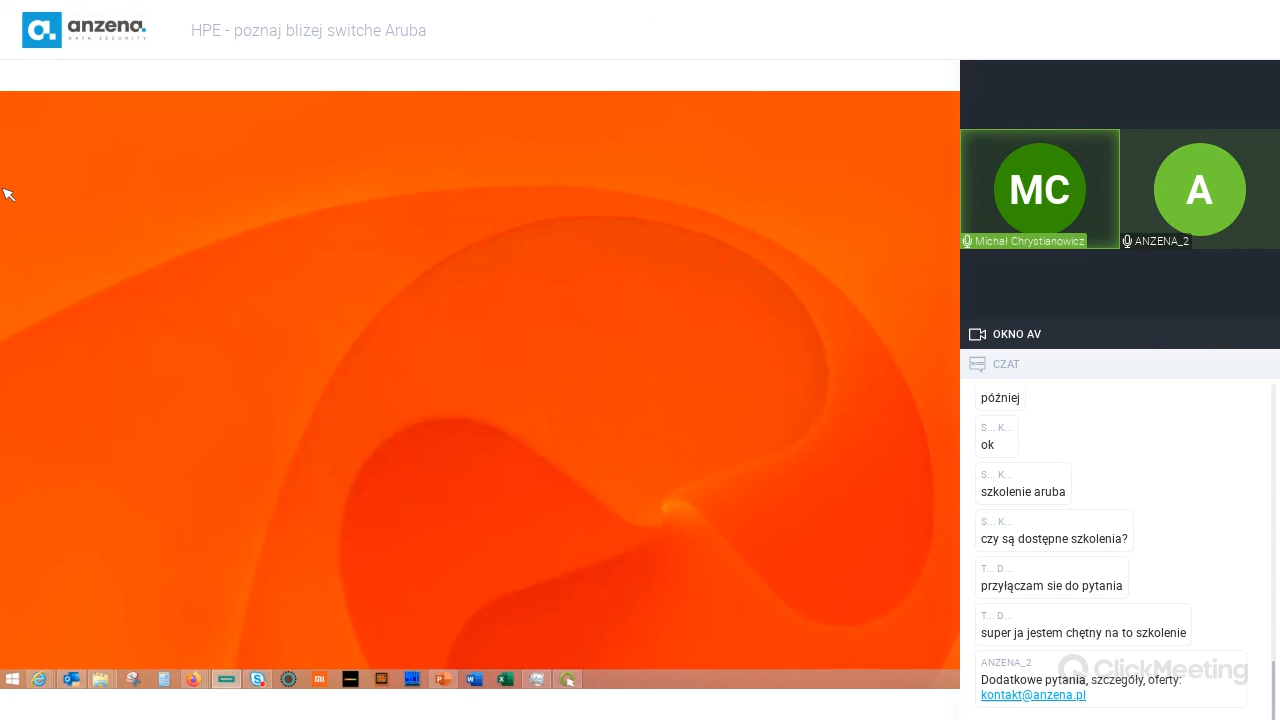 anzena.
DATA SECURITY
HPE - poznaj bliżej switche Aruba
MC
A
Michał Chrystianowicz
ANZENA_2
OKNO AV
CZAT
później
S... K...
ok
S... K...
szkolenie aruba
S... K...
czy są dostępne szkolenia?
T... D...
przyłączam sie do pytania
T... D...
super ja jestem chętny na to szkolenie
ANZENA_2
Dodatkowe pytania, szczegóły, oferty:
kontakt@anzena.pl
ClickMeeting